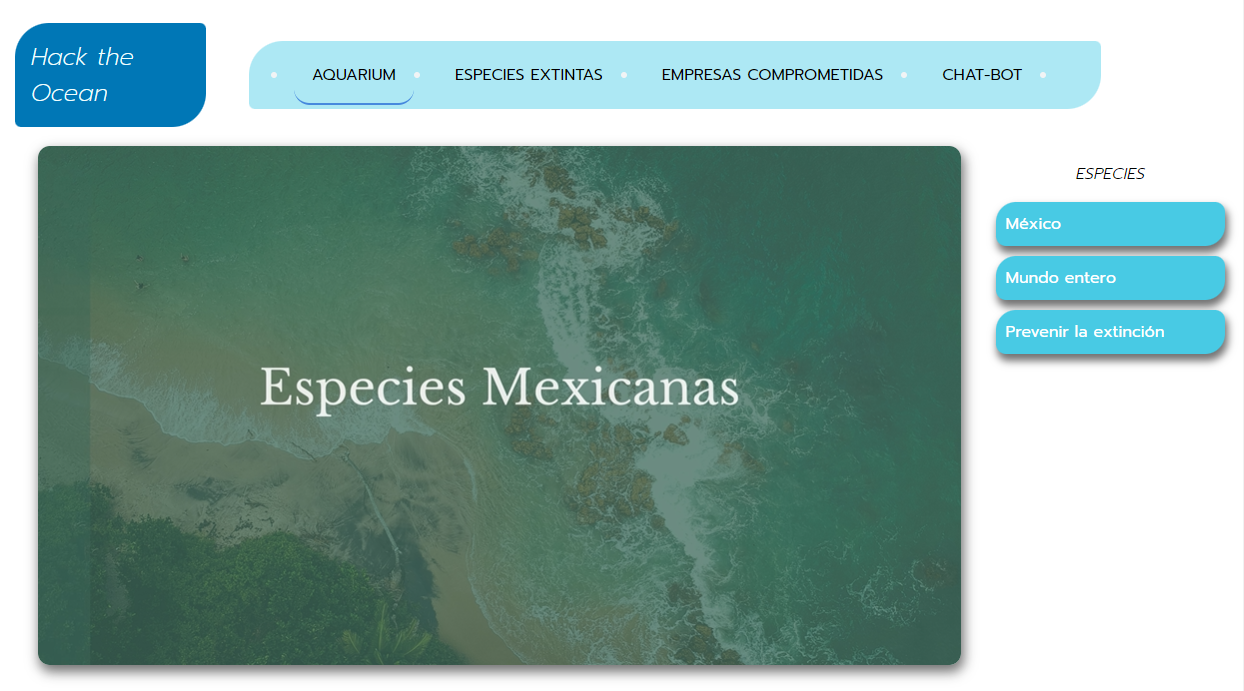 Hack the
Ocean
AQUARIUM
ESPECIES EXTINTAS
EMPRESAS COMPROMETIDAS
CHAT-BOT
Especies Mexicanas
ESPECIES
México
Mundo entero
Prevenir la extinción